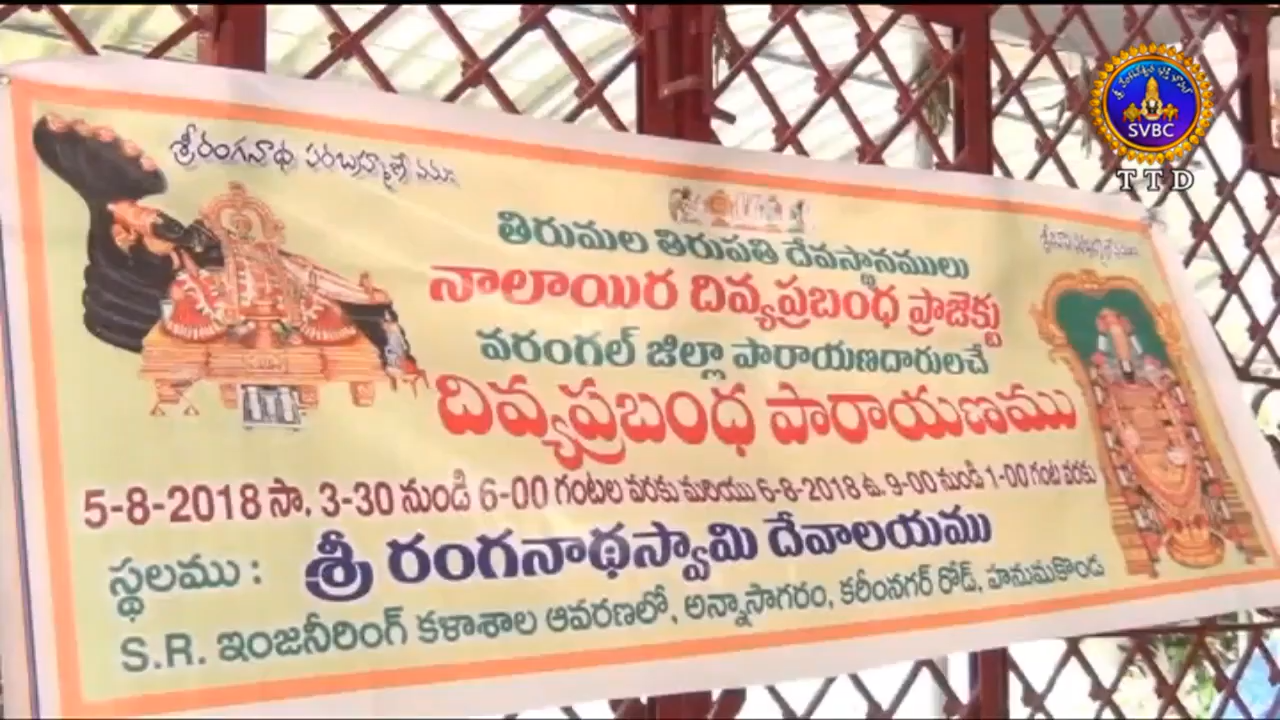 శ్రీరంగనాథ పరబ్రహ్మణే నమః
తిరుమల తిరుపతి దేవస్థానములు
నాలాయిర దివ్యప్రబంధ ప్రాజెక్టు
వరంగల్ జిల్లా పారాయణదారులచే
దివ్యప్రబంధ పారాయణము
5-8-2018 సా. 3-30 నుండి 6-00 గంటల వరకు మరియు 6-8-2018 ఉ. 9-00 నుండి 1-00 గంట వరకు
స్థలము : శ్రీ రంగనాథస్వామి దేవాలయము
S.R. ఇంజనీరింగ్ కళాశాల ఆవరణలో, అన్నాసాగరం, కరీంనగర్ రోడ్, హనుమకొండ
SVBC
TTD